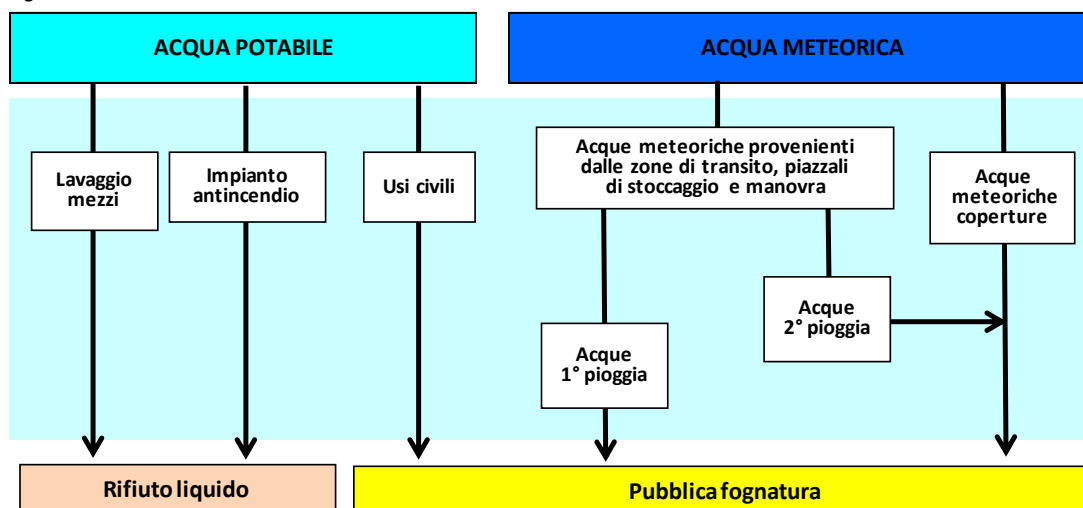 ACQUA POTABILE
ACQUA METEORICA
Lavaggio
mezzi
Impianto
antincendio
Usi civili
Acque meteoriche provenienti
dalle zone di transito, piazzali
di stoccaggio e manovra
Acque
meteoriche
coperture
Acque
2° pioggia
Acque
1° pioggia
Rifiuto liquido
Pubblica fognatura